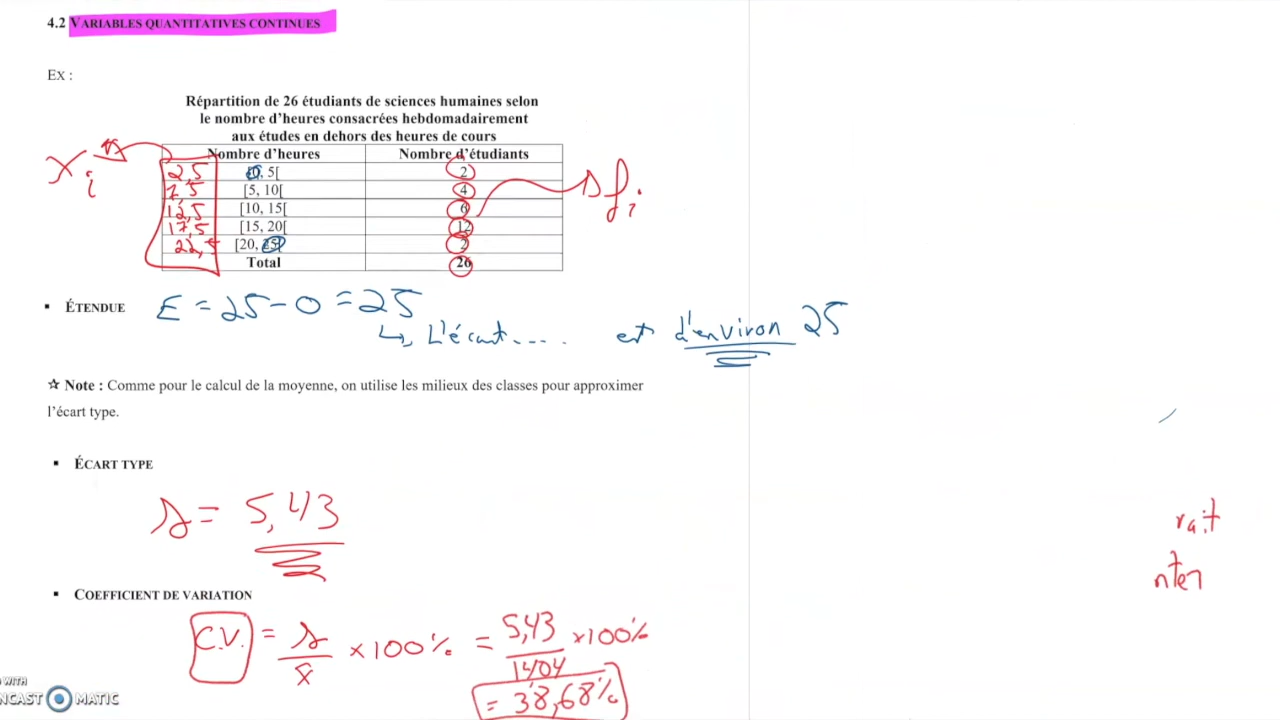 4.2 VARIABLES QUANTITATIVES CONTINUES
Ex :
Répartition de 26 étudiants de sciences humaines selon
le nombre d'heures consacrées hebdomadairement
aux études en dehors des heures de cours
Nombre d'heures Nombre d'étudiants
xi 2,5 [0, 5[ 2
7,5 [5, 10[ 4 fi
12,5 [10, 15[ 6
17,5 [15, 20[ 12
22,5 [20, 25[ 2
Total 26
▪ ÉTENDUE E = 25 - 0 = 25
↳ L'écart.... est d'environ 25
☆ Note : Comme pour le calcul de la moyenne, on utilise les milieux des classes pour approximer
l'écart type.
▪ ÉCART TYPE
s = 5,43
rait
nter
▪ COEFFICIENT DE VARIATION
C.V. = s/x̄ × 100% = 5,43/14,04 × 100%
= 38,68%
WITH
NCAST MATIC